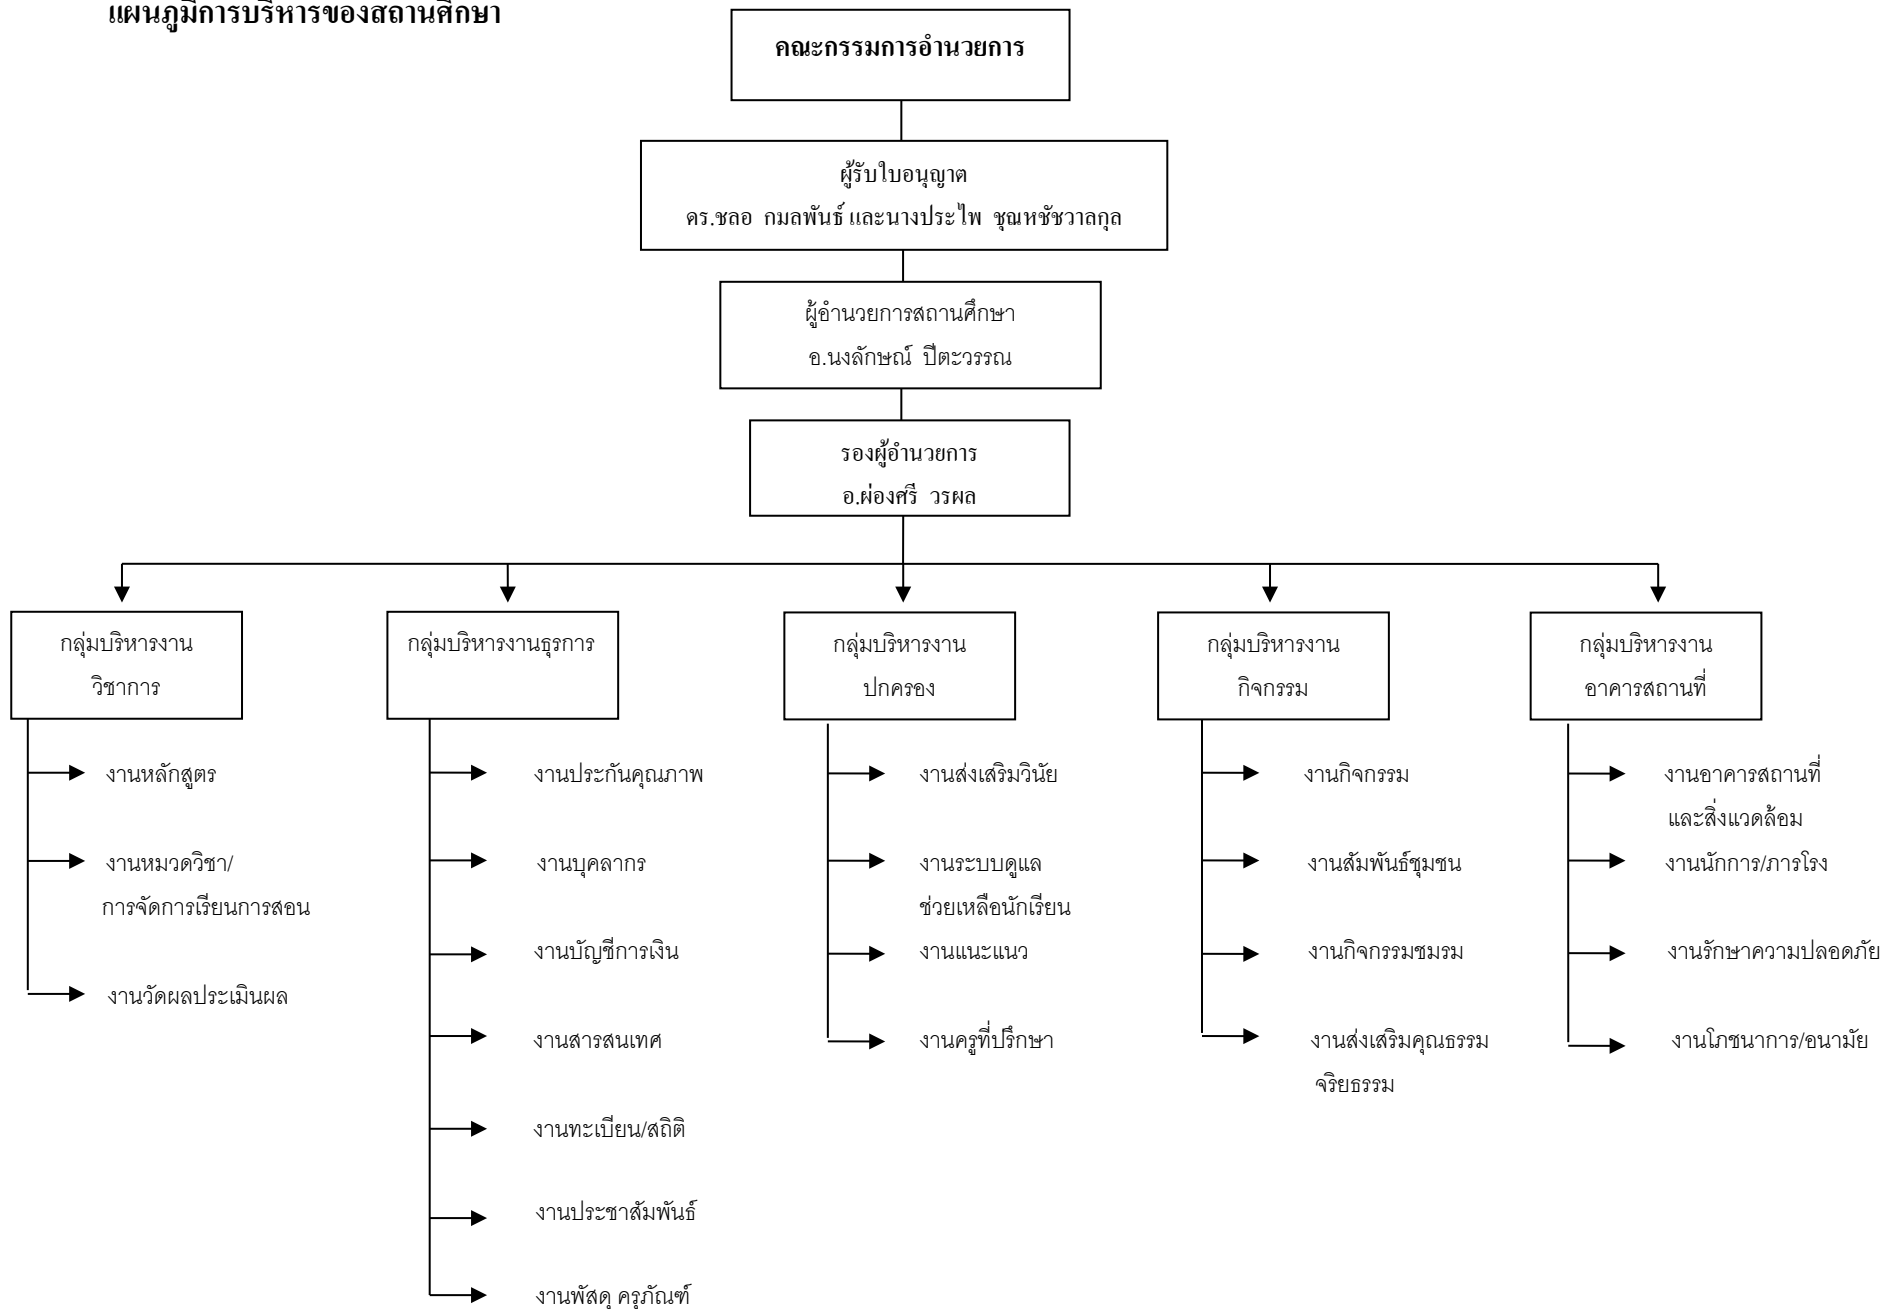 แผนภูมิการบริหารของสถานศึกษา
คณะกรรมการอำนวยการ
ผู้รับใบอนุญาต
ดร.ชลอ กมลพันธ์ และนางประไพ ชุณหชัชวาลกุล
ผู้อำนวยการสถานศึกษา
อ.นงลักษณ์ ปีตะวรรณ
รองผู้อำนวยการ
อ.ผ่องศรี วรผล
กลุ่มบริหารงาน
วิชาการ
งานหลักสูตร
งานหมวดวิชา/
การจัดการเรียนการสอน
งานวัดผลประเมินผล
กลุ่มบริหารงานธุรการ
งานประกันคุณภาพ
งานบุคลากร
งานบัญชีการเงิน
งานสารสนเทศ
งานทะเบียน/สถิติ
งานประชาสัมพันธ์
งานพัสดุ ครุภัณฑ์
กลุ่มบริหารงาน
ปกครอง
งานส่งเสริมวินัย
งานระบบดูแล
ช่วยเหลือนักเรียน
งานแนะแนว
งานครูที่ปรึกษา
กลุ่มบริหารงาน
กิจกรรม
งานกิจกรรม
งานสัมพันธ์ชุมชน
งานกิจกรรมชมรม
งานส่งเสริมคุณธรรม
จริยธรรม
กลุ่มบริหารงาน
อาคารสถานที่
งานอาคารสถานที่
และสิ่งแวดล้อม
งานนักการ/ภารโรง
งานรักษาความปลอดภัย
งานโภชนาการ/อนามัย